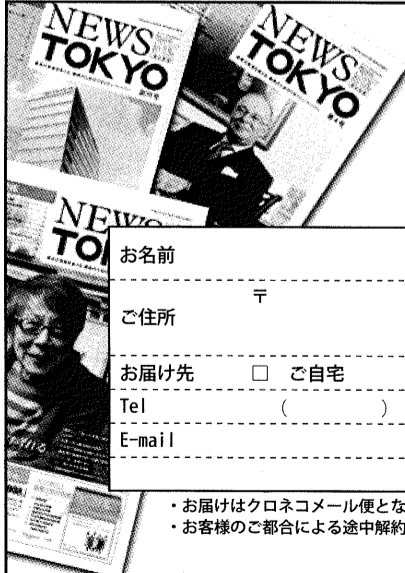 NEWS
TOKYO
NEWS
TOKYO
NEWS
TO
お名前
〒
ご住所
お届け先 □ ご自宅
Tel ( )
E-mail
・お届けはクロネコメール便とな
・お客様のご都合による途中解約